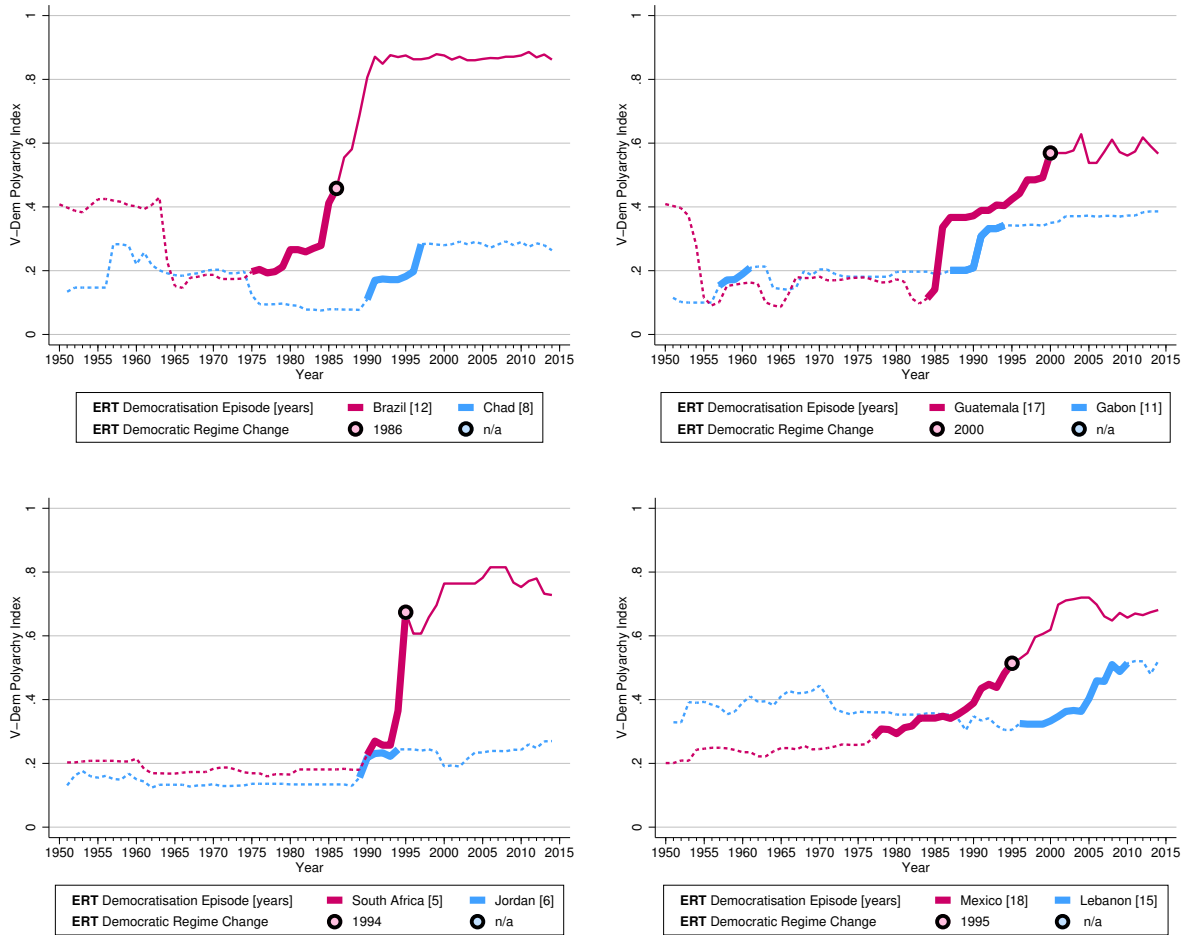 V−Dem Polyarchy Index
1
.8
.6
.4
.2
0
1950 1955 1960 1965 1970 1975 1980 1985 1990 1995 2000 2005 2010 2015
Year
ERT Democratisation Episode [years] Brazil [12] Chad [8]
ERT Democratic Regime Change 1986 n/a
V−Dem Polyarchy Index
1
.8
.6
.4
.2
0
1950 1955 1960 1965 1970 1975 1980 1985 1990 1995 2000 2005 2010 2015
Year
ERT Democratisation Episode [years] Guatemala [17] Gabon [11]
ERT Democratic Regime Change 2000 n/a
V−Dem Polyarchy Index
1
.8
.6
.4
.2
0
1950 1955 1960 1965 1970 1975 1980 1985 1990 1995 2000 2005 2010 2015
Year
ERT Democratisation Episode [years] South Africa [5] Jordan [6]
ERT Democratic Regime Change 1994 n/a
V−Dem Polyarchy Index
1
.8
.6
.4
.2
0
1950 1955 1960 1965 1970 1975 1980 1985 1990 1995 2000 2005 2010 2015
Year
ERT Democratisation Episode [years] Mexico [18] Lebanon [15]
ERT Democratic Regime Change 1995 n/a